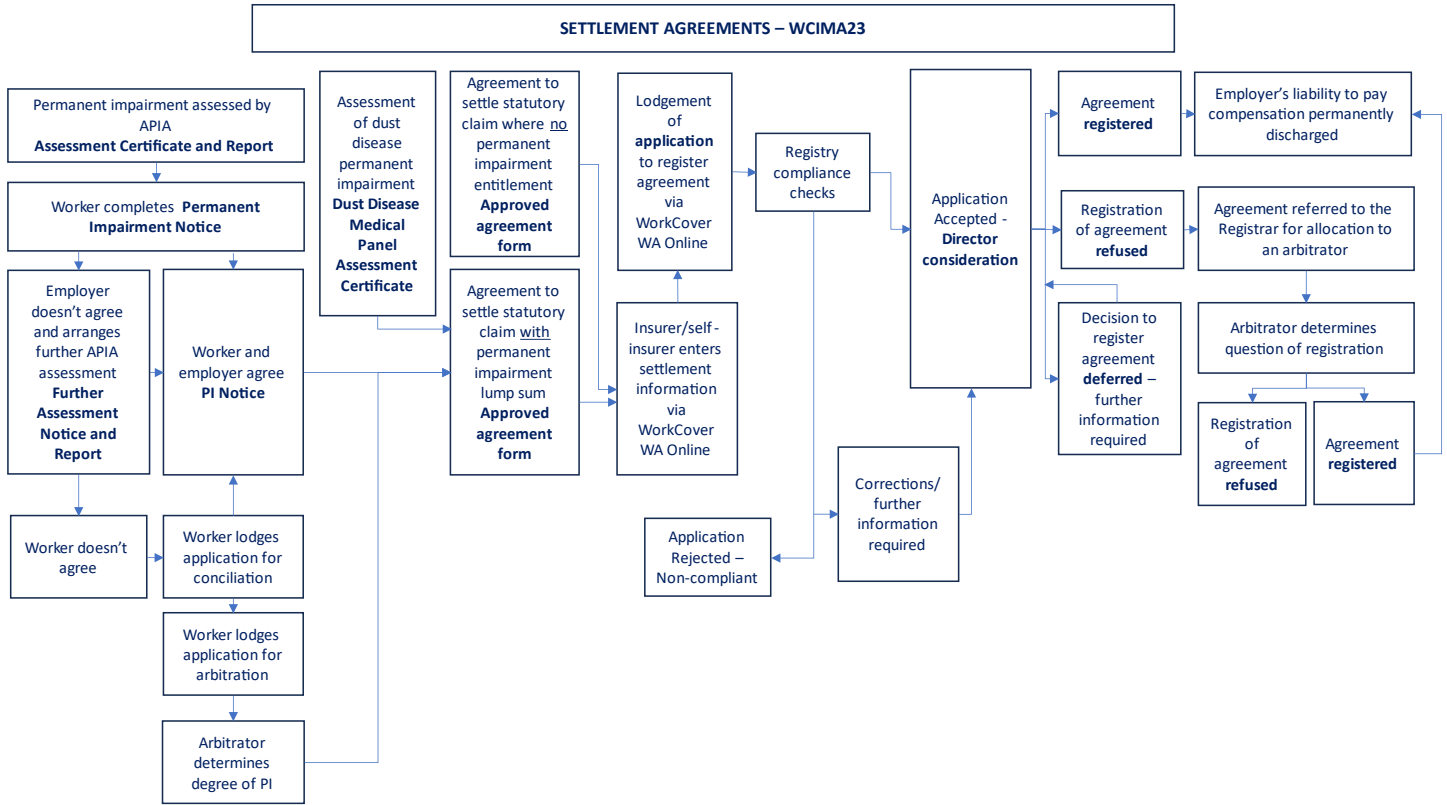 SETTLEMENT AGREEMENTS – WCIMA23
Permanent impairment assessed by
APIA
Assessment Certificate and Report
Worker completes Permanent
Impairment Notice
Employer
doesn't agree
and arranges
further APIA
assessment
Further
Assessment
Notice and
Report
Worker and
employer agree
PI Notice
Worker doesn't
agree
Worker lodges
application for
conciliation
Worker lodges
application for
arbitration
Arbitrator
determines
degree of PI
Assessment
of dust
disease
permanent
impairment
Dust Disease
Medical
Panel
Assessment
Certificate
Agreement to
settle statutory
claim where no
permanent
impairment
entitlement
Approved
agreement
form
Agreement to
settle statutory
claim with
permanent
impairment
lump sum
Approved
agreement
form
Lodgement
of
application
to register
agreement
via
WorkCover
WA Online
Insurer/self-
insurer enters
settlement
information
via
WorkCover
WA Online
Registry
compliance
checks
Application
Rejected –
Non-compliant
Corrections/
further
information
required
Application
Accepted -
Director
consideration
Agreement
registered
Employer's liability to pay
compensation permanently
discharged
Registration
of agreement
refused
Agreement referred to the
Registrar for allocation to
an arbitrator
Decision to
register
agreement
deferred –
further
information
required
Arbitrator determines
question of registration
Registration
of
agreement
refused
Agreement
registered